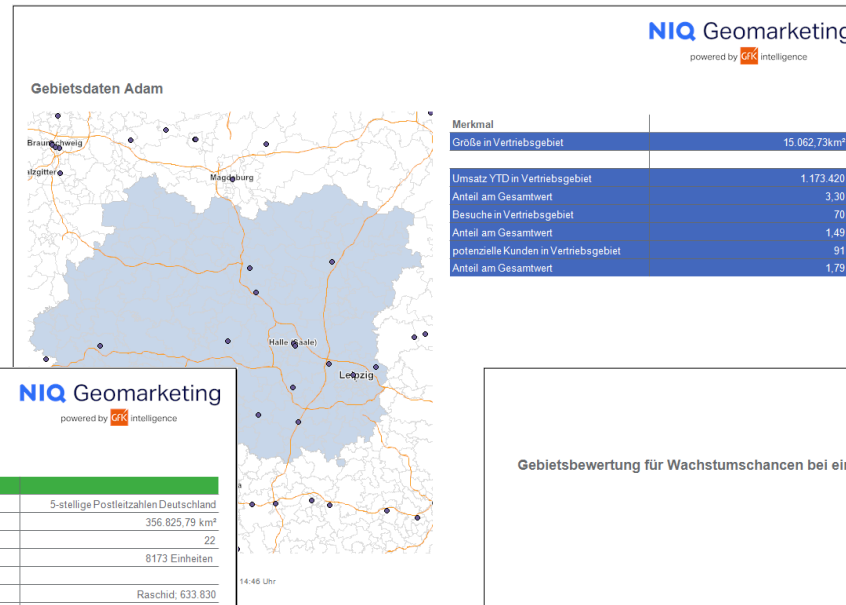 NIQ Geomarketing
powered by GfK intelligence
Gebietsdaten Adam
Braunschweig
Magdeburg
Halle (Saale)
Leipzig
Merkmal
Größe in Vertriebsgebiet 15.062,73km²
Umsatz YTD in Vertriebsgebiet 1.173.420
Anteil am Gesamtwert 3,30
Besuche in Vertriebsgebiet 70
Anteil am Gesamtwert 1,49
potenzielle Kunden in Vertriebsgebiet 91
Anteil am Gesamtwert 1,79
14:46 Uhr
NIQ Geomarketing
powered by GfK intelligence
5-stellige Postleitzahlen Deutschland
356.825,79 km²
22
8173 Einheiten
Raschid; 633.830
Gebietsbewertung für Wachstumschancen bei ei